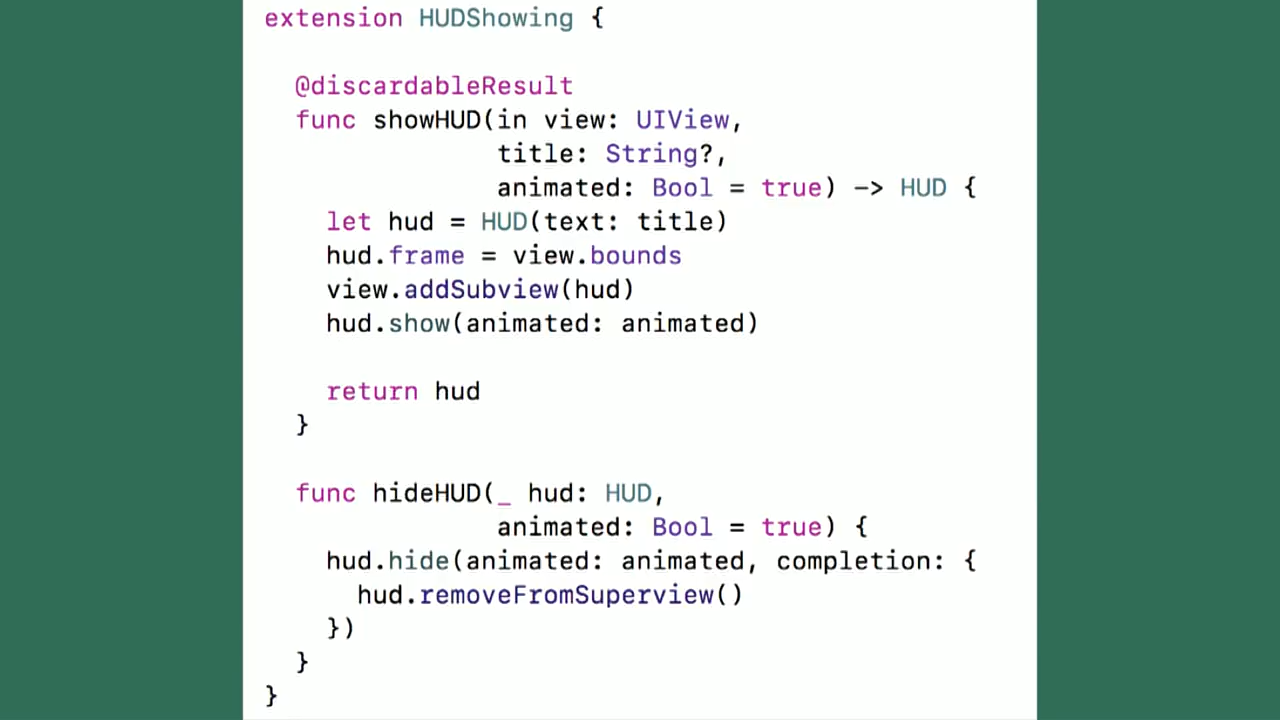 extension HUDShowing {
@discardableResult
func showHUD(in view: UIView,
title: String?,
animated: Bool = true) -> HUD {
let hud = HUD(text: title)
hud.frame = view.bounds
view.addSubview(hud)
hud.show(animated: animated)
return hud
}
func hideHUD(_ hud: HUD,
animated: Bool = true) {
hud.hide(animated: animated, completion: {
hud.removeFromSuperview()
})
}
}